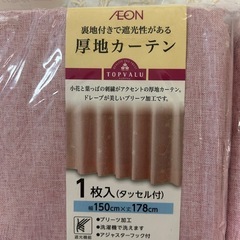 ÆON
裏地付きで遮光性がある
厚地カーテン
TOPVALU
小花と葉っぱの刺繍がアクセントの厚地カーテン。
ドレープが美しいプリーツ加工です。
1枚入(タッセル付)
幅150cm×丈178cm
●プリーツ加工
●洗濯機で洗えます
●アジャスターフック付
遮光機能